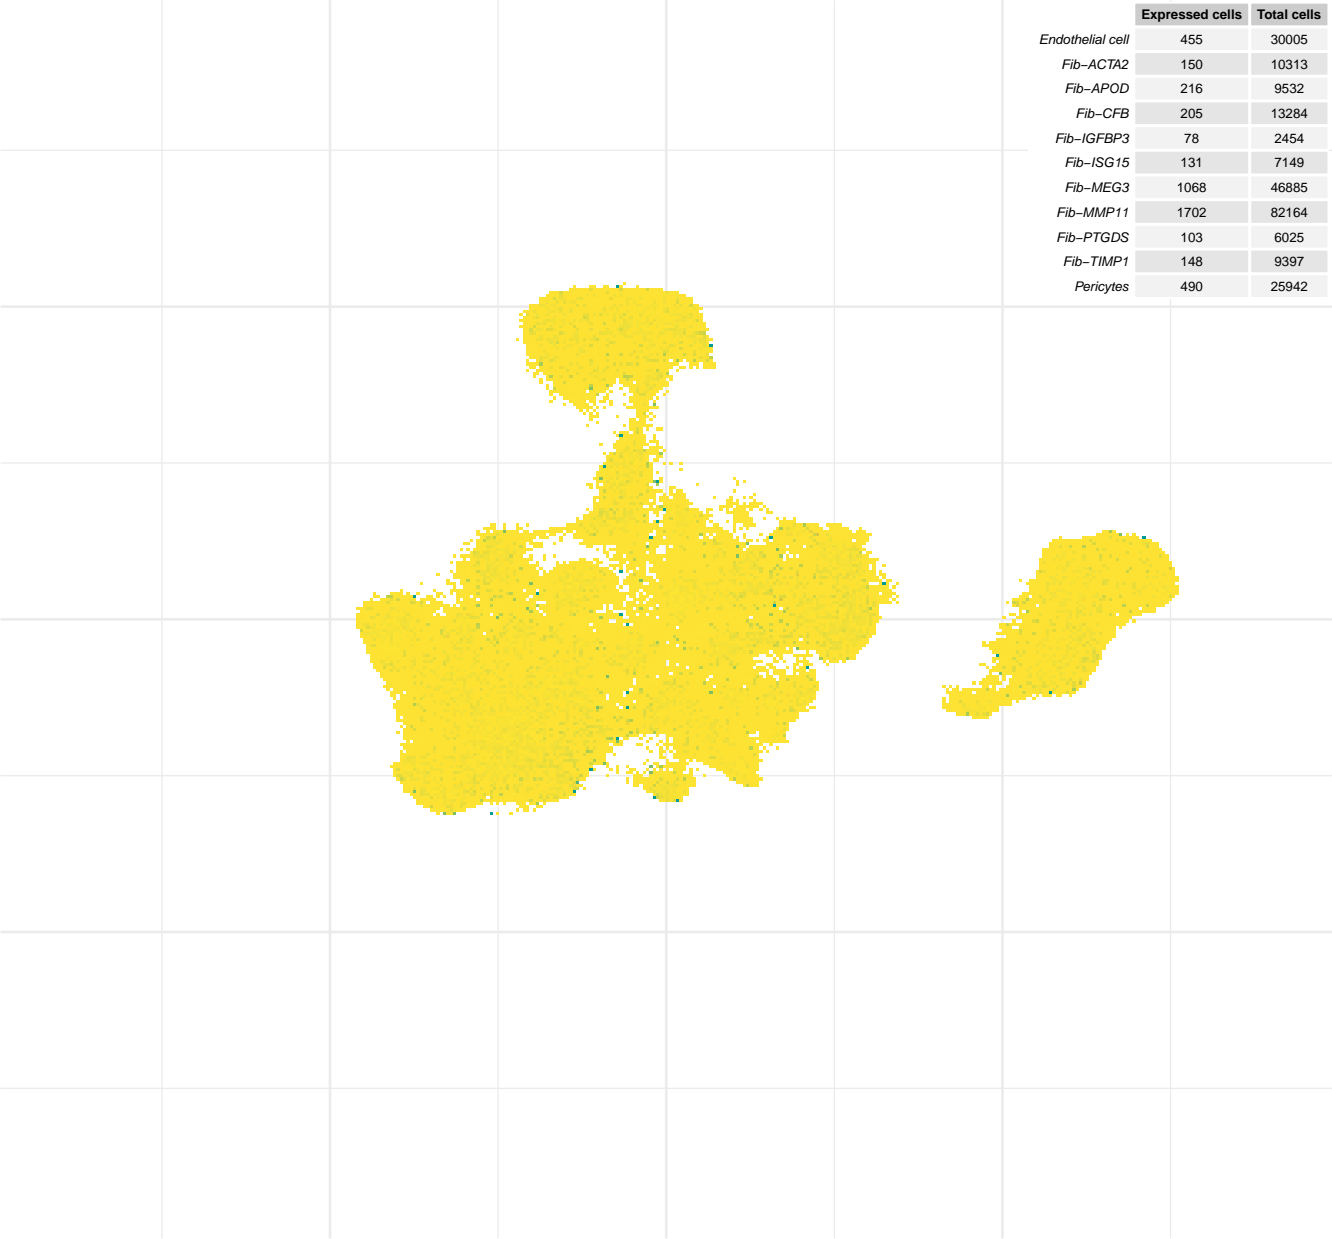 Expressed cells Total cells
Endothelial cell 455 30005
Fib−ACTA2 150 10313
Fib−APOD 216 9532
Fib−CFB 205 13284
Fib−IGFBP3 78 2454
Fib−ISG15 131 7149
Fib−MEG3 1068 46885
Fib−MMP11 1702 82164
Fib−PTGDS 103 6025
Fib−TIMP1 148 9397
Pericytes 490 25942